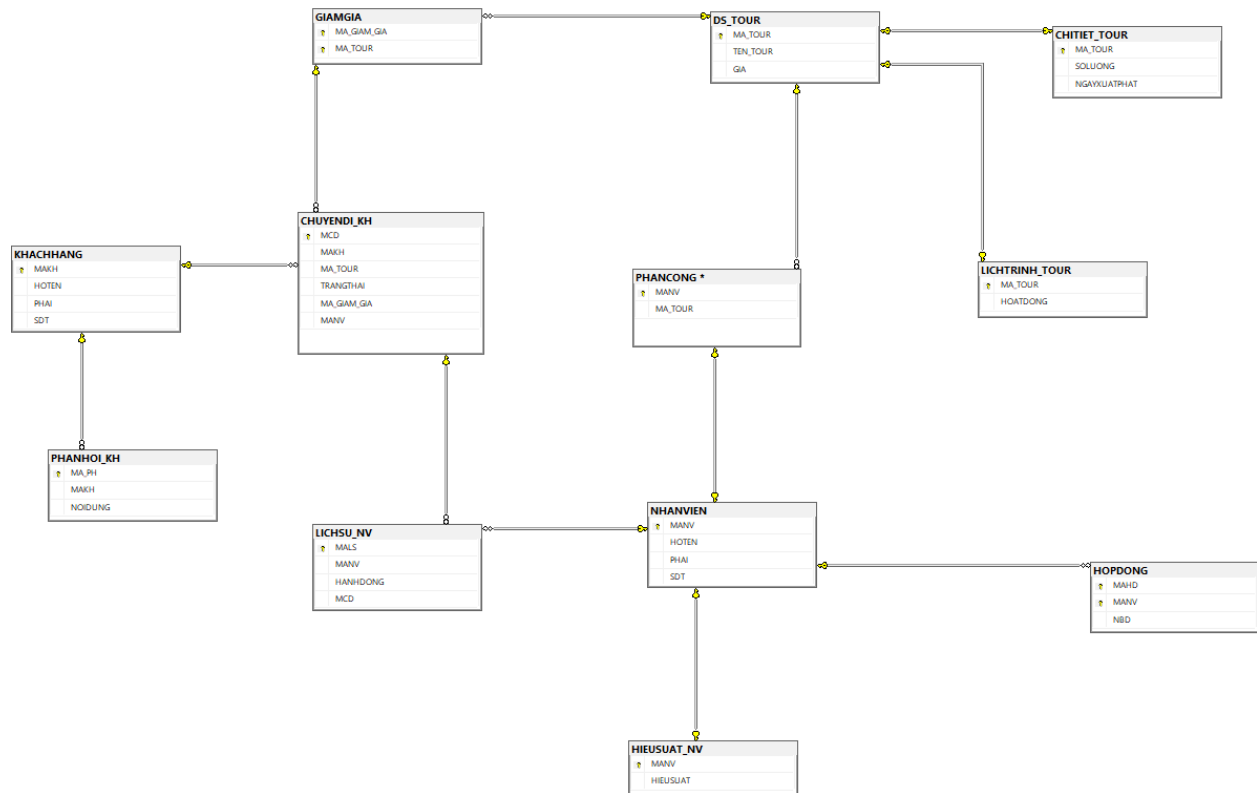 GIAMGIA
MA_GIAM_GIA
MA_TOUR
DS_TOUR
MA_TOUR
TEN_TOUR
GIA
CHITIET_TOUR
MA_TOUR
SOLUONG
NGAYXUATPHAT
CHUYENDI_KH
MCD
MAKH
MA_TOUR
TRANGTHAI
MA_GIAM_GIA
MANV
KHACHHANG
MAKH
HOTEN
PHAI
SDT
PHANCONG *
MANV
MA_TOUR
LICHTRINH_TOUR
MA_TOUR
HOATDONG
PHANHOI_KH
MA_PH
MAKH
NOIDUNG
LICHSU_NV
MALS
MANV
HANHDONG
MCD
NHANVIEN
MANV
HOTEN
PHAI
SDT
HOPDONG
MAHD
MANV
NBD
HIEUSUAT_NV
MANV
HIEUSUAT